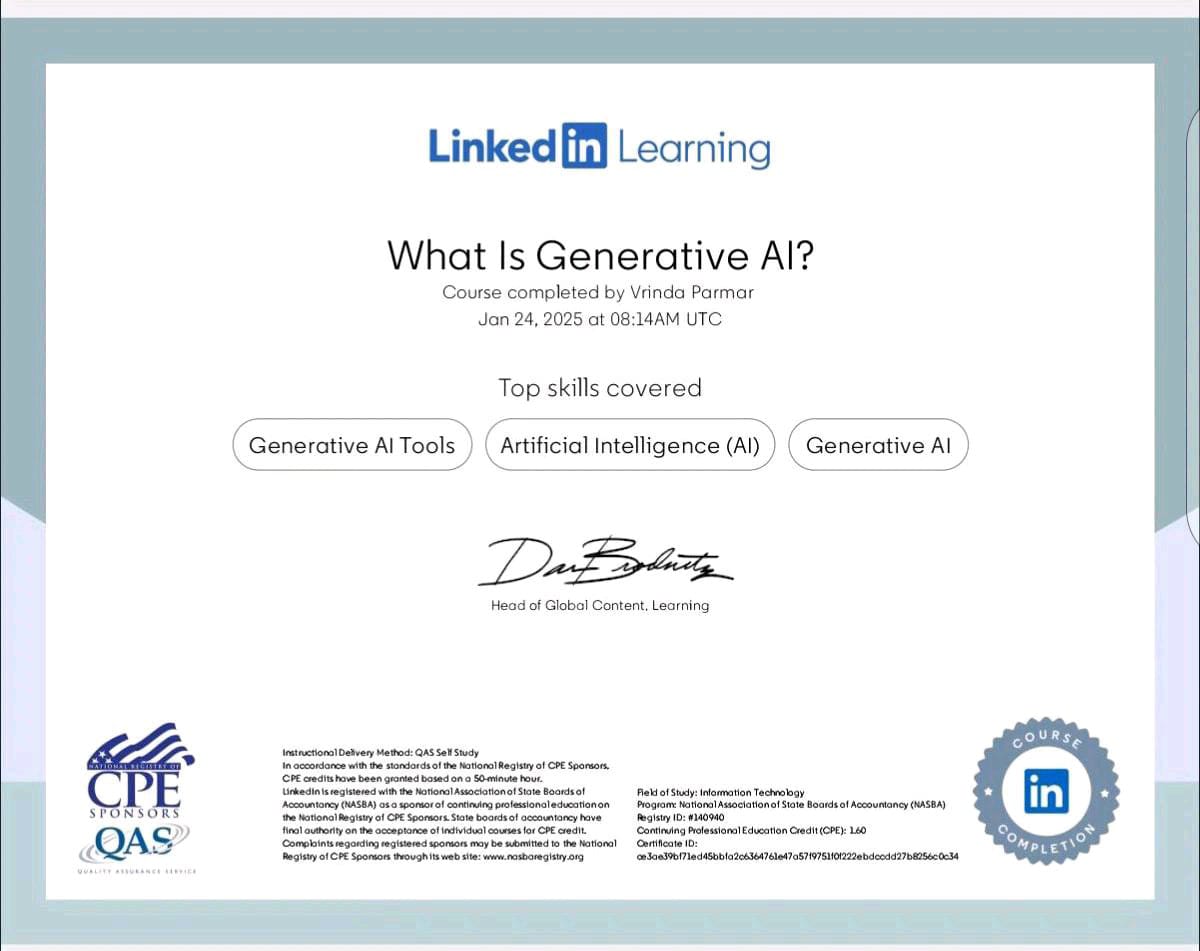 LinkedIn Learning
What Is Generative AI?
Course completed by Vrinda Parmar
Jan 24, 2025 at 08:14AM UTC
Top skills covered
Generative AI Tools
Artificial Intelligence (AI)
Generative AI
Dan Brodnitz
Head of Global Content, Learning
NATIONAL REGISTRY OF
CPE
SPONSORS
QAS
QUALITY ASSURANCE SERVICE
Instructional Delivery Method: QAS Self Study
In accordance with the standards of the National Registry of CPE Sponsors,
CPE credits have been granted based on a 50-minute hour.
LinkedIn is registered with the National Association of State Boards of
Accountancy (NASBA) as a sponsor of continuing professional education on
the National Registry of CPE Sponsors. State boards of accountancy have
final authority on the acceptance of individual courses for CPE credit.
Complaints regarding registered sponsors may be submitted to the National
Registry of CPE Sponsors through its web site: www.nasbaregistry.org
Field of Study: Information Technology
Program: National Association of State Boards of Accountancy (NASBA)
Registry ID: #140940
Continuing Professional Education Credit (CPE): 1.60
Certificate ID:
COURSE
in
COMPLETION